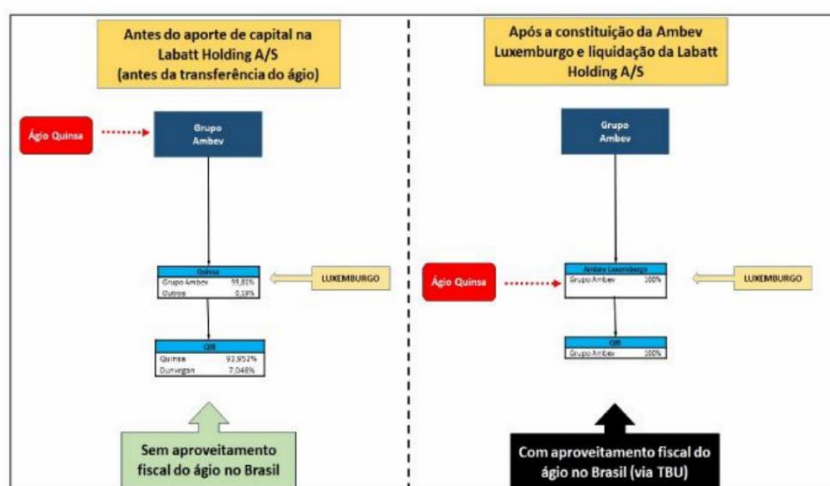 Antes do aporte de capital na
Labatt Holding A/S
(antes da transferência do ágio)
Ágio Quinsa
Grupo
Ambev
Quinsa
Grupo Ambev 99,81%
Outros 0,19%
LUXEMBURGO
QIB
Quinsa 92,952%
Dunvegan 7,048%
Sem aproveitamento
fiscal do ágio no Brasil
Após a constituição da Ambev
Luxemburgo e liquidação da Labatt
Holding A/S
Grupo
Ambev
Ágio Quinsa
Ambev Luxemburgo
Grupo Ambev 100%
LUXEMBURGO
QIB
Grupo Ambev 100%
Com aproveitamento fiscal do
ágio no Brasil (via TBU)